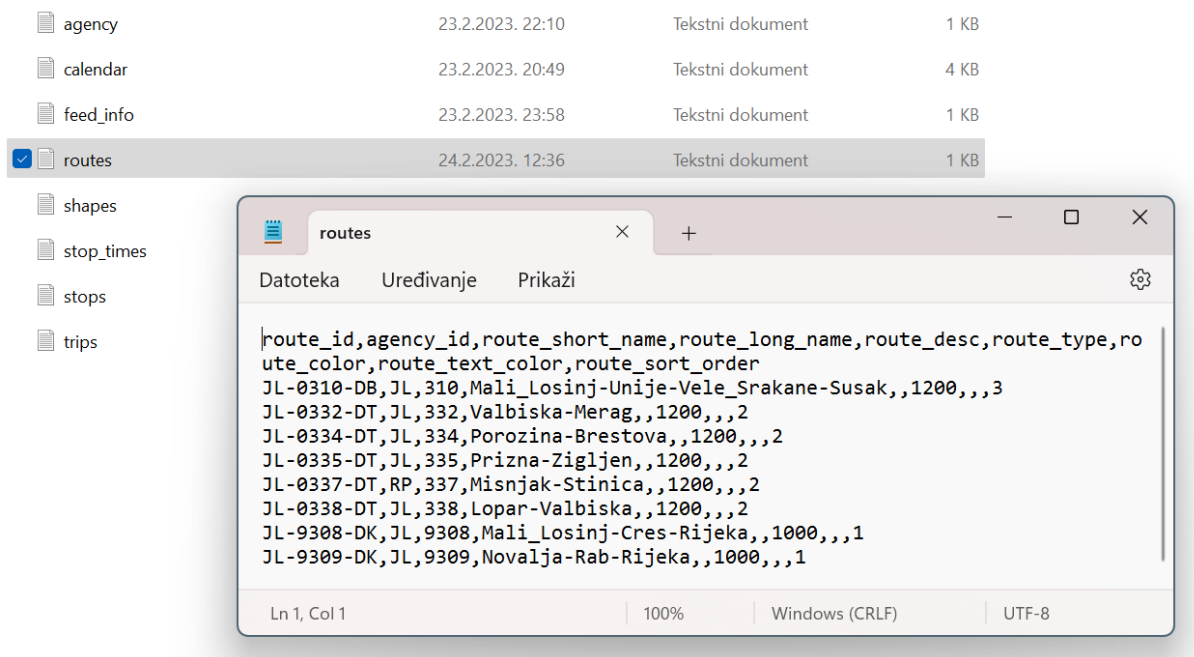 agency 23.2.2023. 22:10 Tekstni dokument 1 KB
calendar 23.2.2023. 20:49 Tekstni dokument 4 KB
feed_info 23.2.2023. 23:58 Tekstni dokument 1 KB
routes 24.2.2023. 12:36 Tekstni dokument 1 KB
shapes
stop_times
stops
trips
routes
Datoteka Uređivanje Prikaži
route_id,agency_id,route_short_name,route_long_name,route_desc,route_type,ro
ute_color,route_text_color,route_sort_order
JL-0310-DB,JL,310,Mali_Losinj-Unije-Vele_Srakane-Susak,,1200,,,3
JL-0332-DT,JL,332,Valbiska-Merag,,1200,,,2
JL-0334-DT,JL,334,Porozina-Brestova,,1200,,,2
JL-0335-DT,JL,335,Prizna-Zigljen,,1200,,,2
JL-0337-DT,RP,337,Misnjak-Stinica,,1200,,,2
JL-0338-DT,JL,338,Lopar-Valbiska,,1200,,,2
JL-9308-DK,JL,9308,Mali_Losinj-Cres-Rijeka,,1000,,,1
JL-9309-DK,JL,9309,Novalja-Rab-Rijeka,,1000,,,1
Ln 1, Col 1 100% Windows (CRLF) UTF-8